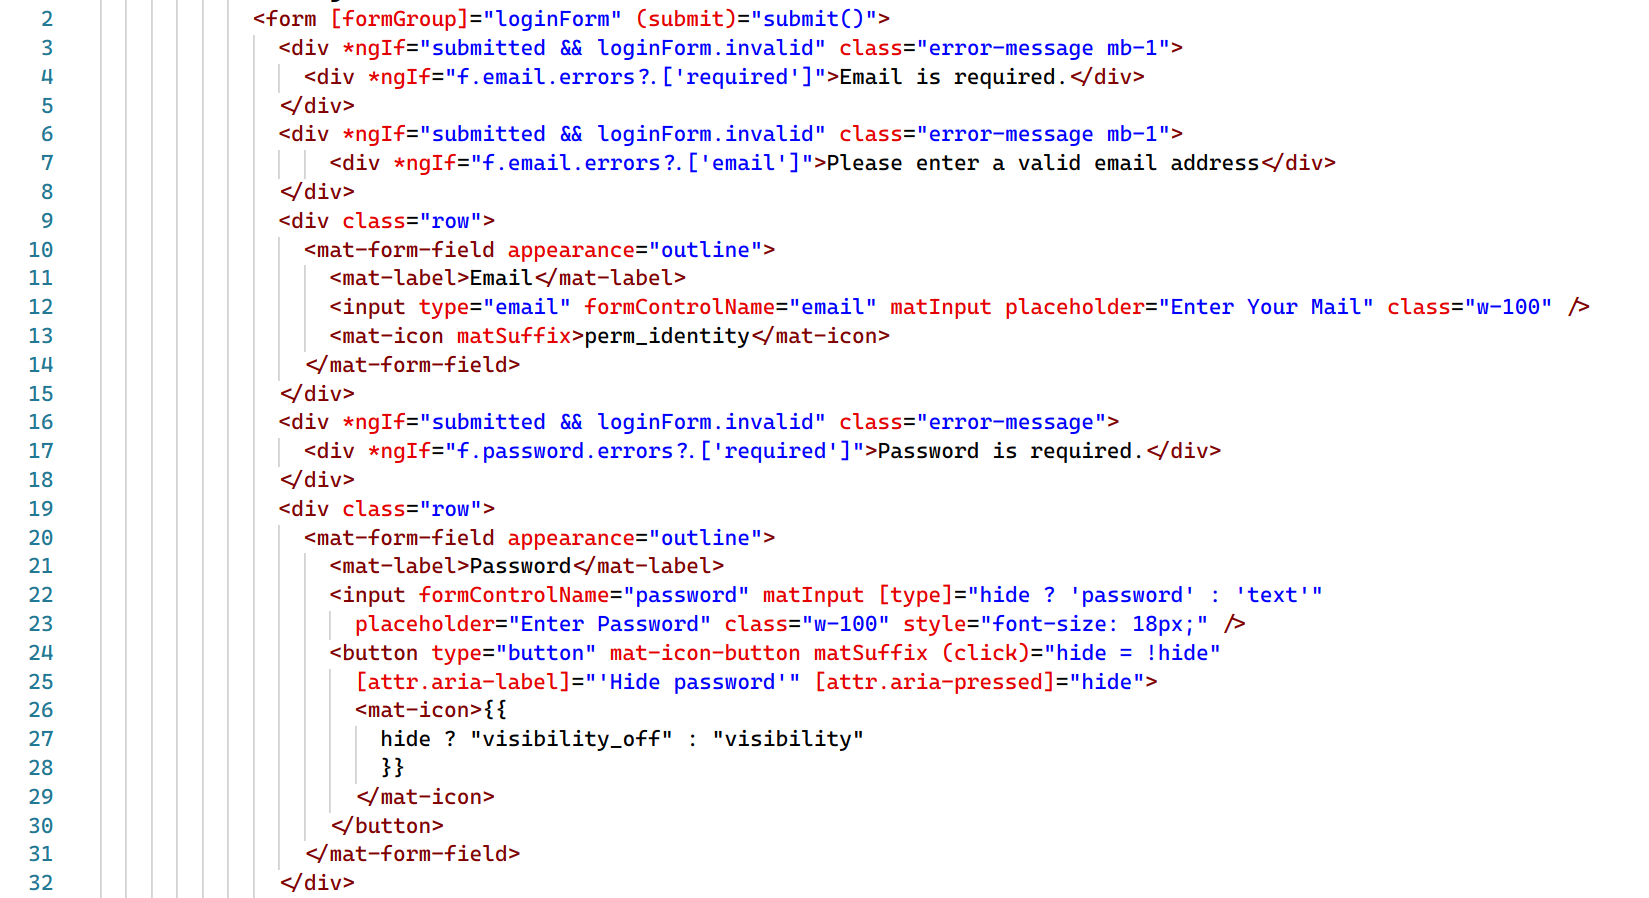 2 <form [formGroup]="loginForm" (submit)="submit()">
3 <div *ngIf="submitted && loginForm.invalid" class="error-message mb-1">
4 <div *ngIf="f.email.errors?.['required']">Email is required.</div>
5 </div>
6 <div *ngIf="submitted && loginForm.invalid" class="error-message mb-1">
7 <div *ngIf="f.email.errors?.['email']">Please enter a valid email address</div>
8 </div>
9 <div class="row">
10 <mat-form-field appearance="outline">
11 <mat-label>Email</mat-label>
12 <input type="email" formControlName="email" matInput placeholder="Enter Your Mail" class="w-100" />
13 <mat-icon matSuffix>perm_identity</mat-icon>
14 </mat-form-field>
15 </div>
16 <div *ngIf="submitted && loginForm.invalid" class="error-message">
17 <div *ngIf="f.password.errors?.['required']">Password is required.</div>
18 </div>
19 <div class="row">
20 <mat-form-field appearance="outline">
21 <mat-label>Password</mat-label>
22 <input formControlName="password" matInput [type]="hide ? 'password' : 'text'"
23 placeholder="Enter Password" class="w-100" style="font-size: 18px;" />
24 <button type="button" mat-icon-button matSuffix (click)="hide = !hide"
25 [attr.aria-label]="'Hide password'" [attr.aria-pressed]="hide">
26 <mat-icon>{{
27 hide ? "visibility_off" : "visibility"
28 }}
29 </mat-icon>
30 </button>
31 </mat-form-field>
32 </div>